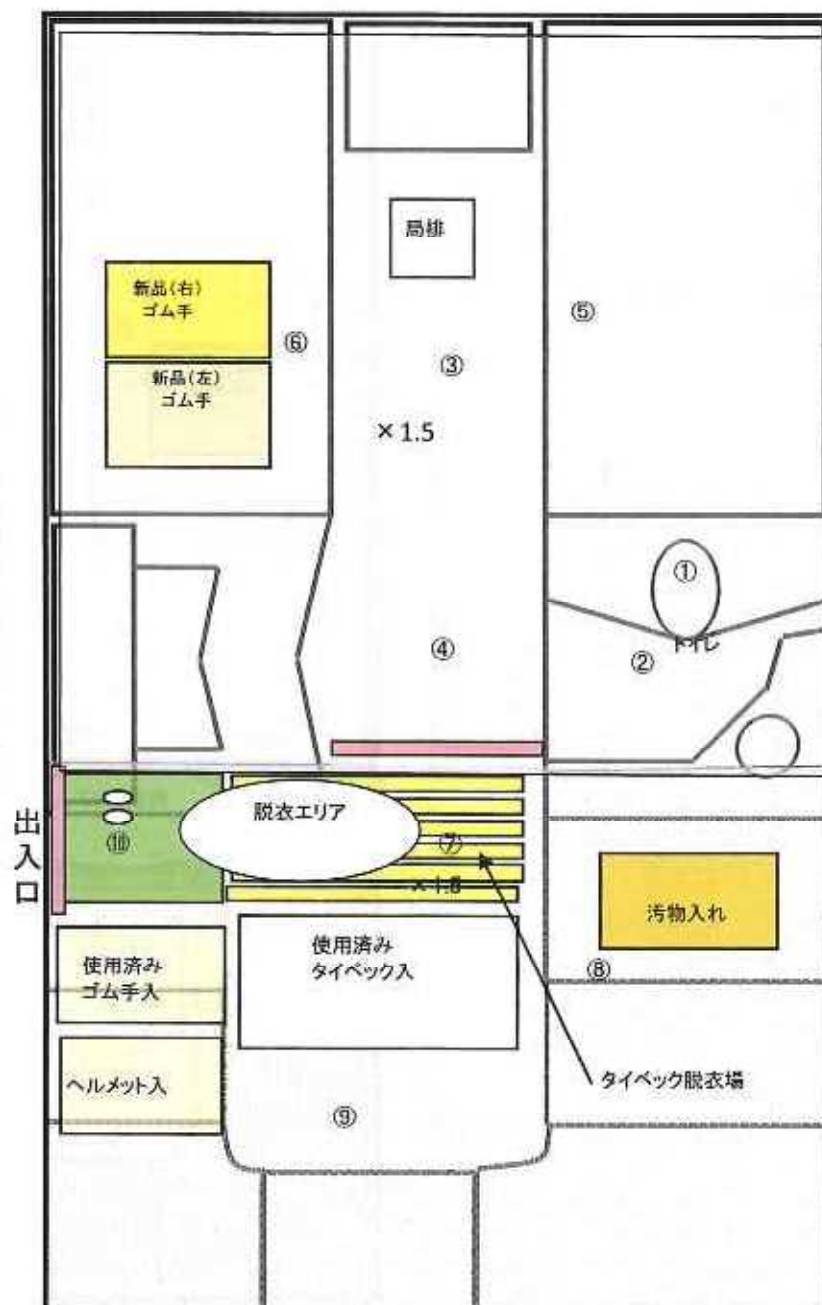 局排
新品(右)
ゴム手
⑥
⑤
③
新品(左)
ゴム手
×1.5
①
④
②
トイレ
出入口
脱衣エリア
⑩
⑦
×1.5
汚物入れ
使用済み
ゴム手入
使用済み
タイベック入
⑧
ヘルメット入
タイベック脱衣場
⑨